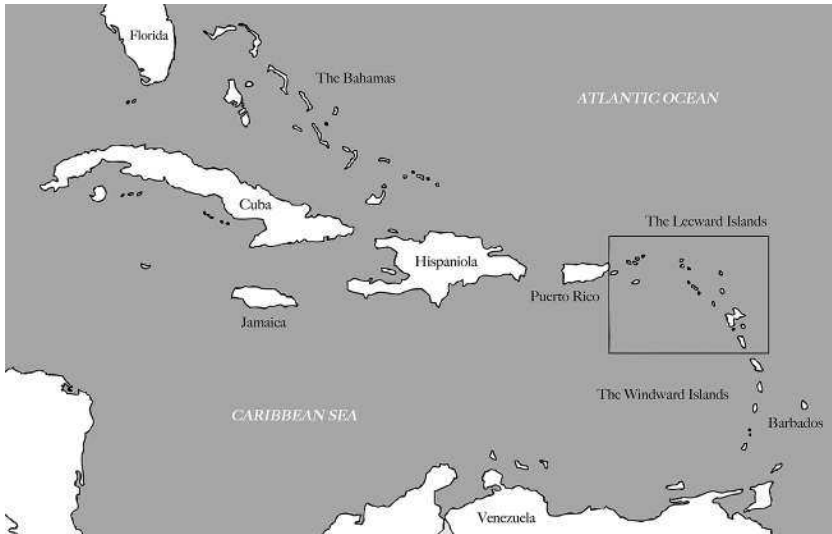 Florida
The Bahamas
ATLANTIC OCEAN
Cuba
The Leeward Islands
Hispaniola
Puerto Rico
Jamaica
The Windward Islands
CARIBBEAN SEA
Barbados
Venezuela